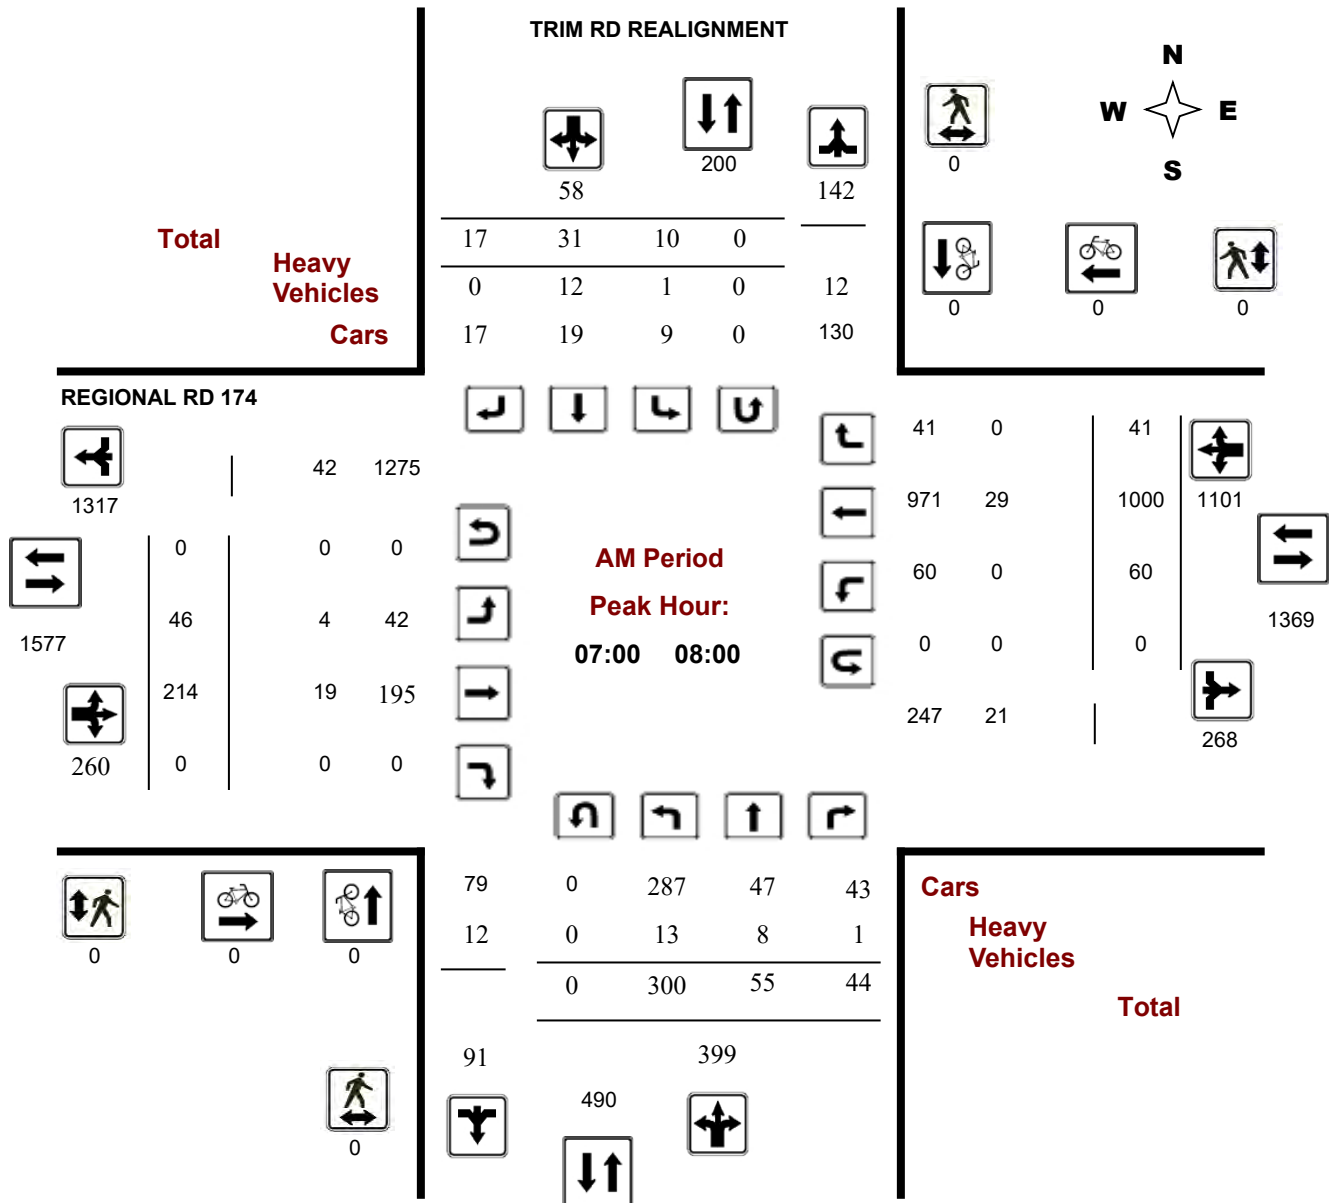 TRIM RD REALIGNMENT
N
W E
S
200
0
58
142
Total
17 31 10 0
Heavy
Vehicles
0 12 1 0 12
0 0 0
Cars
17 19 9 0 130
REGIONAL RD 174
41 0 41
42 1275
1317
971 29 1000 1101
0 0 0
AM Period
60 0 60
Peak Hour:
46 4 42
1369
1577
07:00 08:00
0 0 0
214 19 195
247 21
268
260 0 0 0
79 0 287 47 43
Cars
12 0 13 8 1
Heavy
Vehicles
0 0 0
0 300 55 44
Total
91 399
490
0